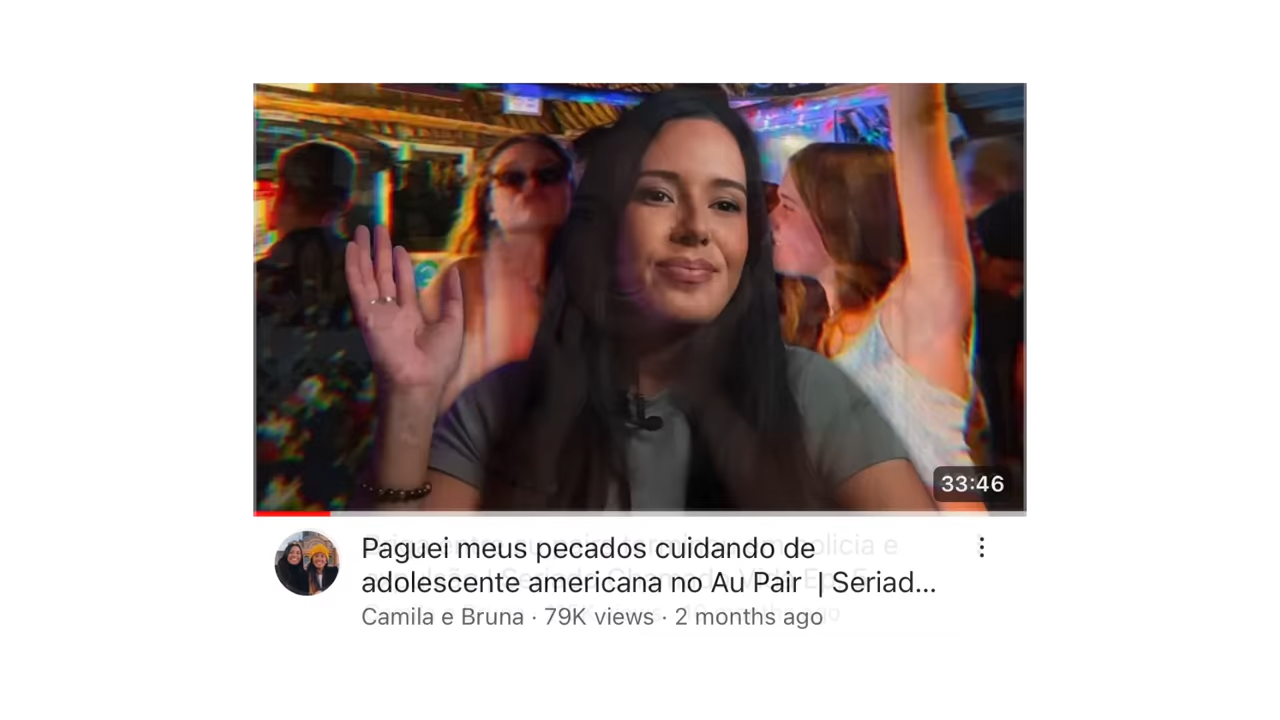 33:46
Paguei meus pecados cuidando de
adolescente americana no Au Pair | Seriad...
Camila e Bruna · 79K views · 2 months ago